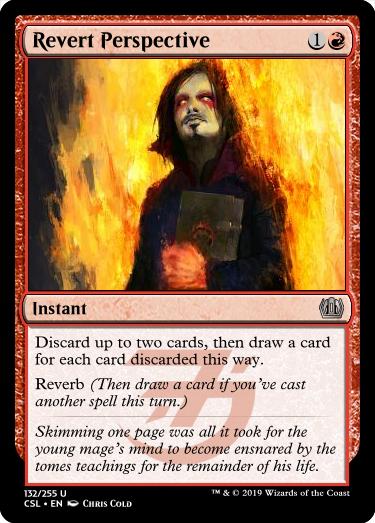 Revert Perspective 1
Instant
Discard up to two cards, then draw a card
for each card discarded this way.
Reverb (Then draw a card if you've cast
another spell this turn.)
Skimming one page was all it took for the
young mage's mind to become ensnared by the
tomes teachings for the remainder of his life.
132/255 U
CSL • EN Chris Cold
™ & © 2019 Wizards of the Coast